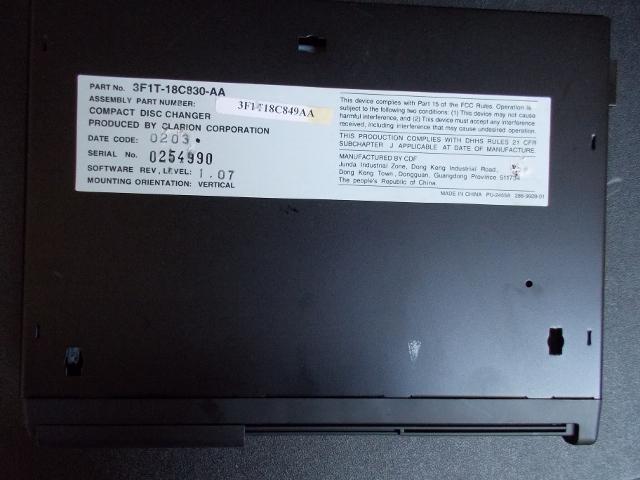 PART No. 3F1T-18C830-AA
ASSEMBLY PART NUMBER: 3F1T18C849AA
COMPACT DISC CHANGER
PRODUCED BY CLARION CORPORATION
DATE CODE: 0203
SERIAL No. 0254990
SOFTWARE REV, LEVEL: 1.07
MOUNTING ORIENTATION: VERTICAL
This device complies with Part 15 of the FCC Rules. Operation is
subject to the following two conditions: (1) This device may not cause
harmful interference, and (2) This device must accept any interference
received, including interference that may cause undesired operation.
THIS PRODUCTION COMPLIES WITH DHHS RULES 21 CFR
SUBCHAPTER J APPLICABLE AT DATE OF MANUFACTURE.
MANUFACTURED BY CDF
Junda Industrial Zone, Dong Keng Industrial Road,
Dong Keng Town, Dongguan, Guangdong Province
The people's Republic of China.
MADE IN CHINA